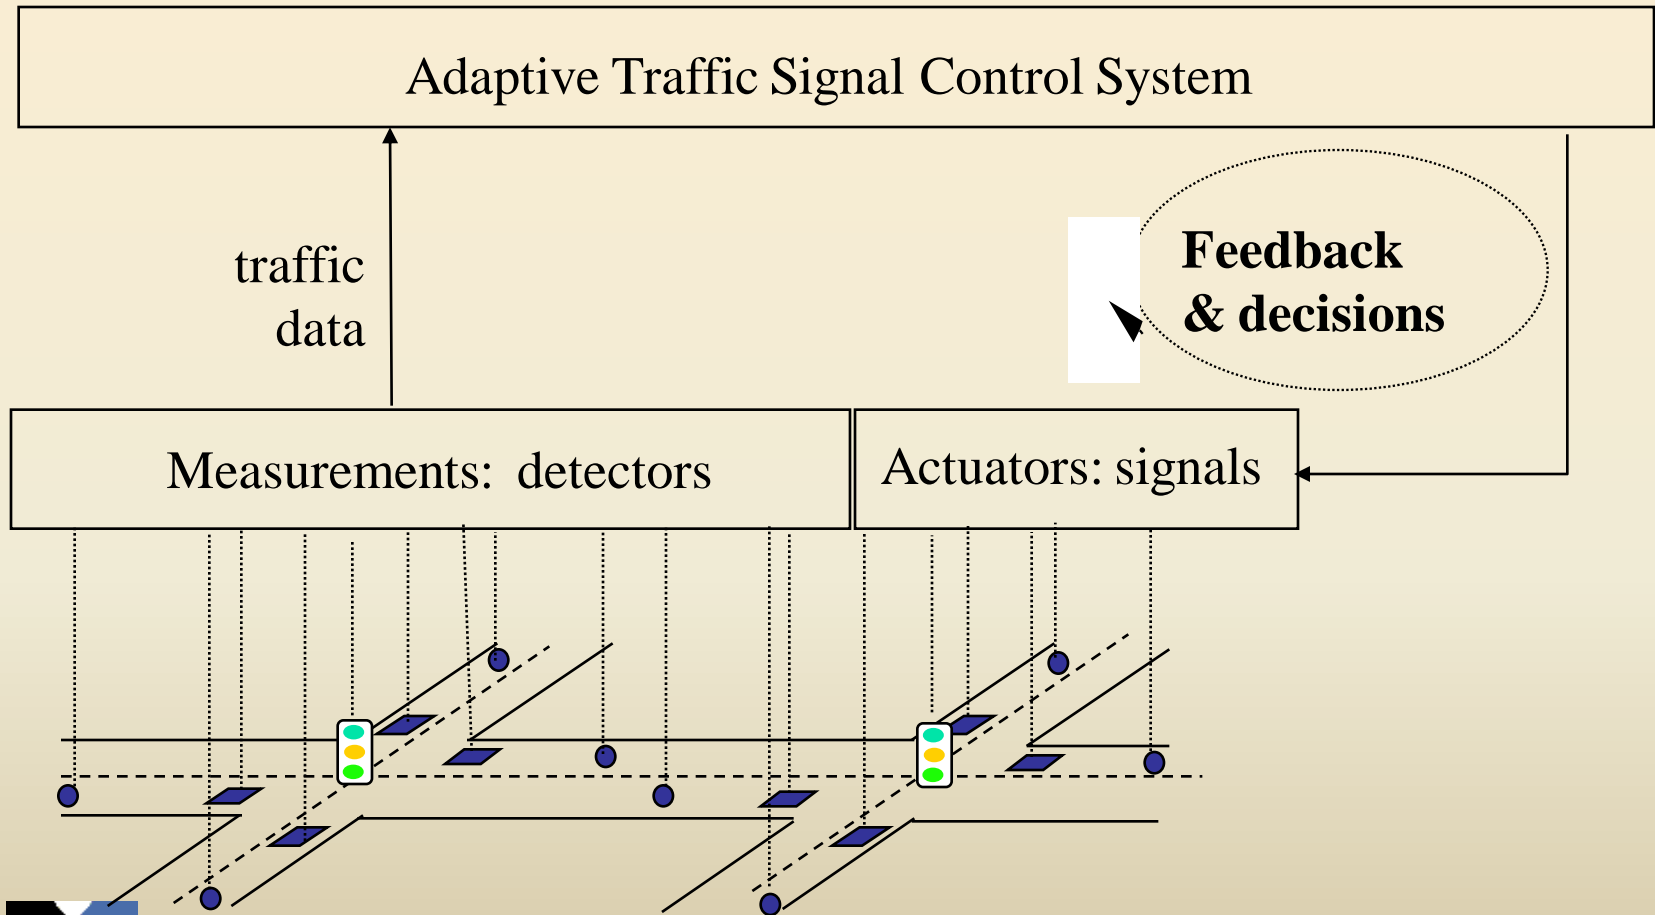 Adaptive Traffic Signal Control System
traffic
data
Feedback
& decisions
Measurements: detectors
Actuators: signals